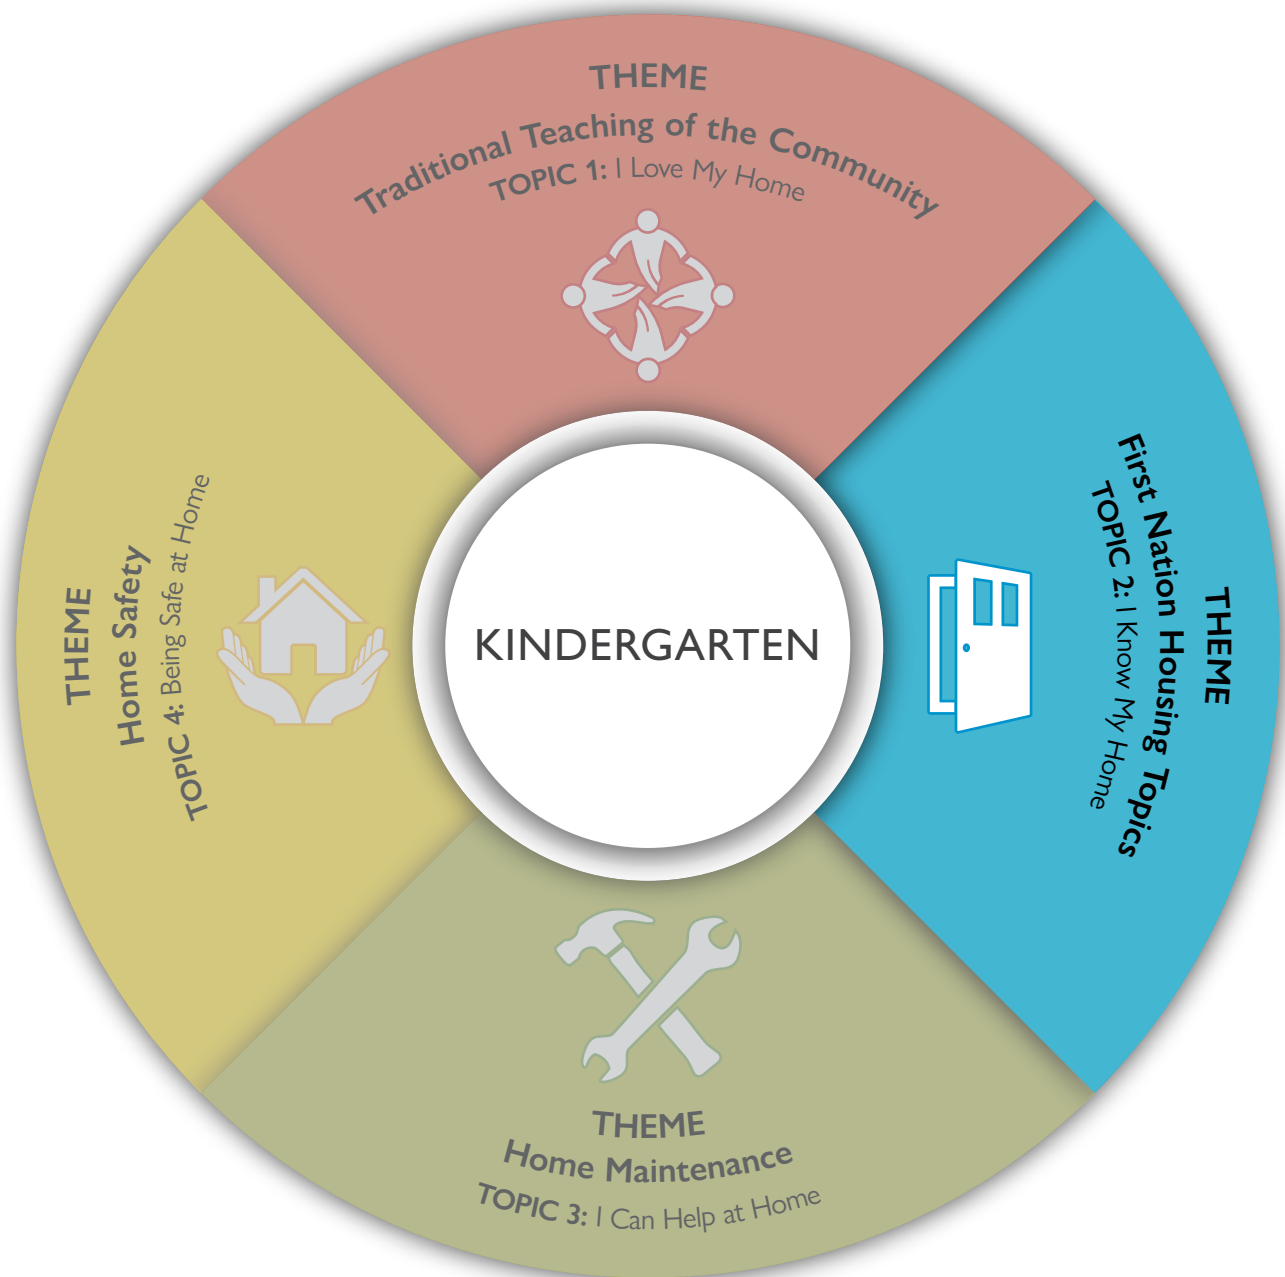 THEME
Traditional Teaching of the Community
TOPIC 1: I Love My Home
THEME
First Nation Housing Topics
TOPIC 2: I Know My Home
THEME
Home Maintenance
TOPIC 3: I Can Help at Home
THEME
Home Safety
TOPIC 4: Being Safe at Home
KINDERGARTEN